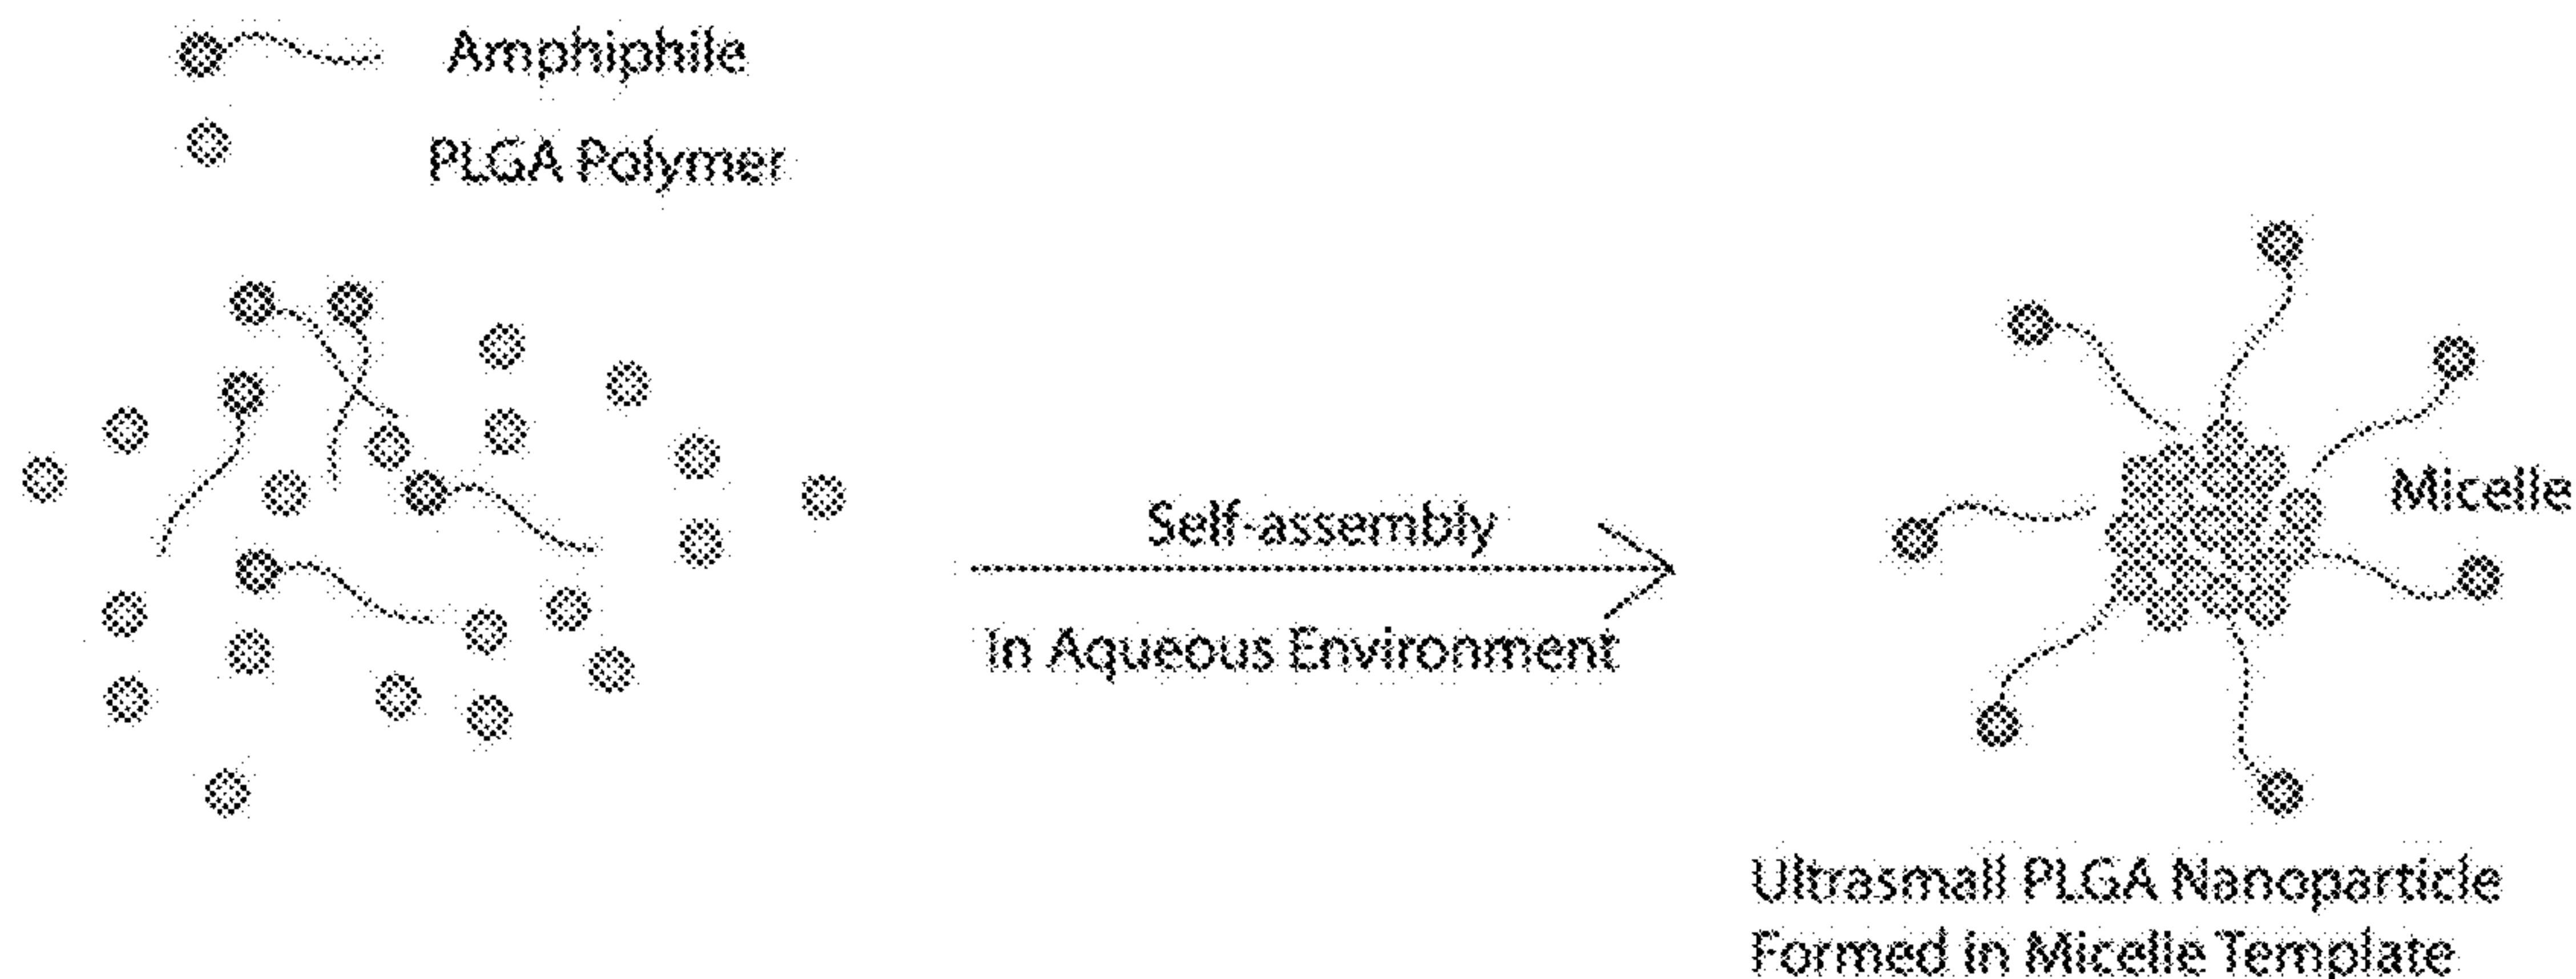 Amphiphile
PLGA Polymer
Self-assembly
In Aqueous Environment
Micelle
Ultrasmall PLGA Nanoparticle
Formed in Micelle Template